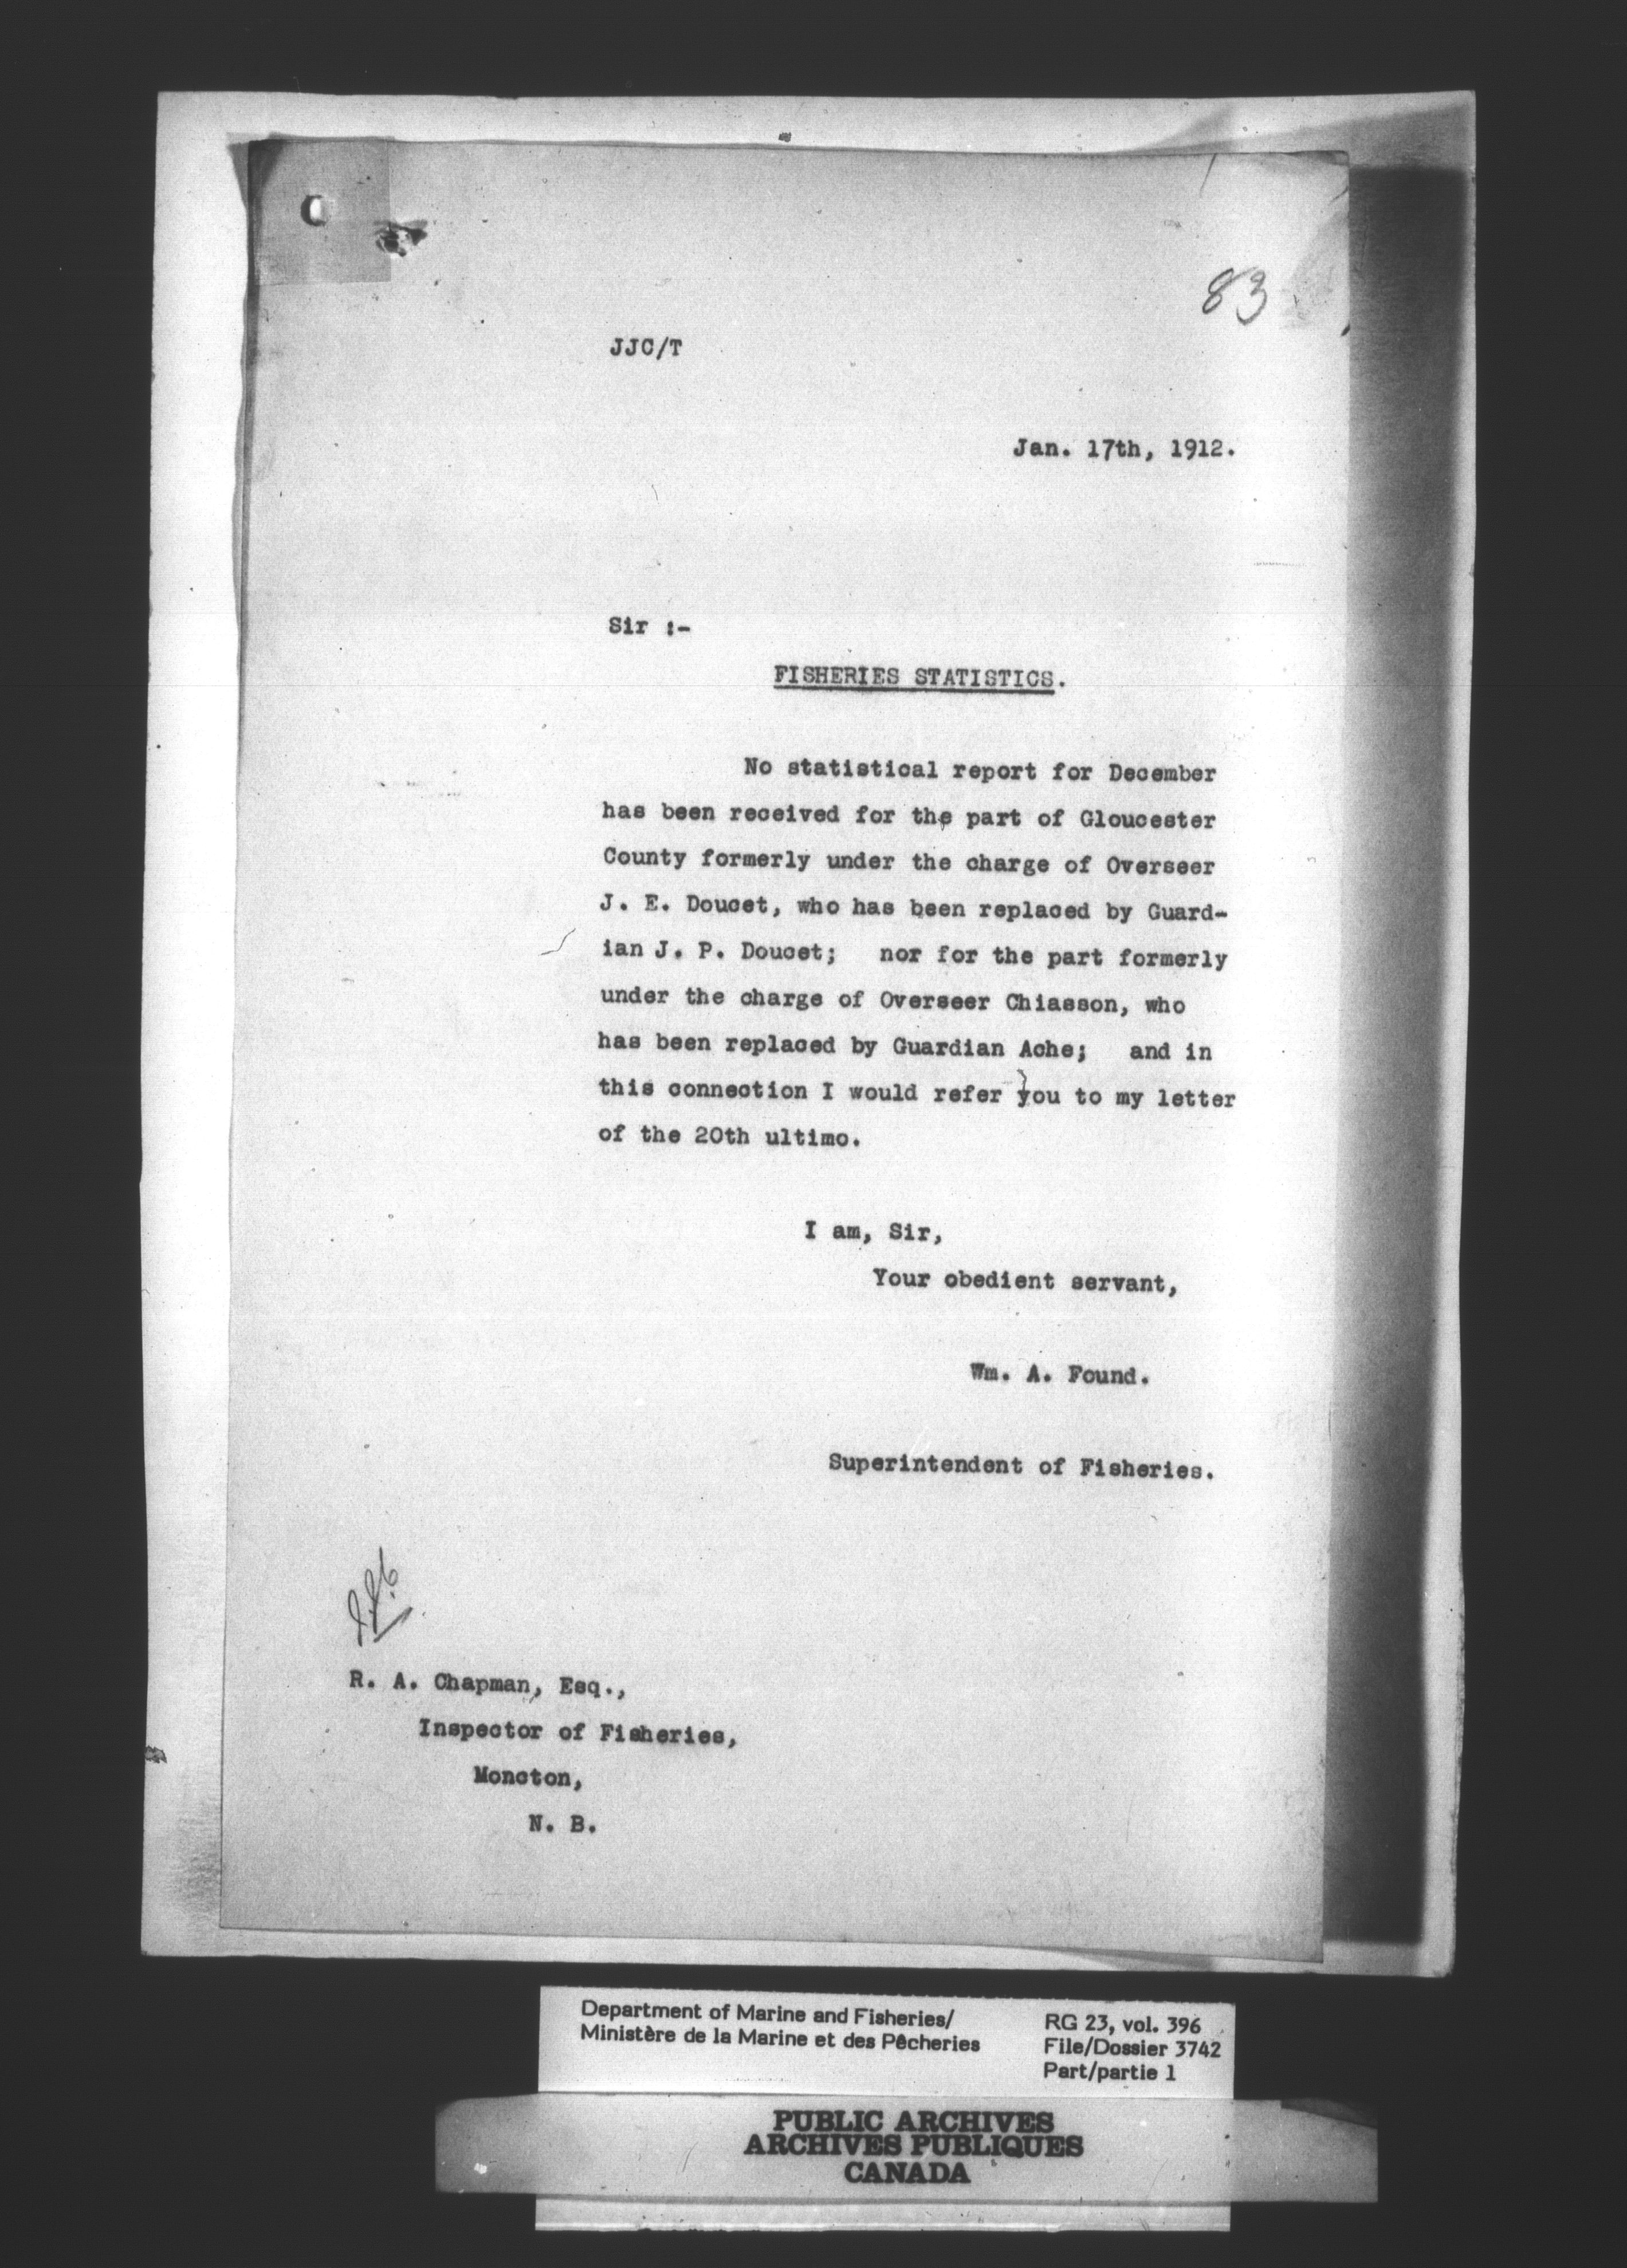 83
JJC/T
Jan. 17th, 1912.
Sir :-
FISHERIES STATISTICS.
No statistical report for December
has been received for the part of Gloucester
County formerly under the charge of Overseer
J. E. Doucet, who has been replaced by Guard-
ian J. P. Doucet; nor for the part formerly
under the charge of Overseer Chiasson, who
has been replaced by Guardian Ache; and in
this connection I would refer you to my letter
of the 20th ultimo.
I am, Sir,
Your obedient servant,
Wm. A. Found.
Superintendent of Fisheries.
R. A. Chapman, Esq.,
Inspector of Fisheries,
Moncton,
N. B.
Department of Marine and Fisheries/
Ministère de la Marine et des Pêcheries
RG 23, vol. 396
File/Dossier 3742
Part/partie 1
PUBLIC ARCHIVES
ARCHIVES PUBLIQUES
CANADA